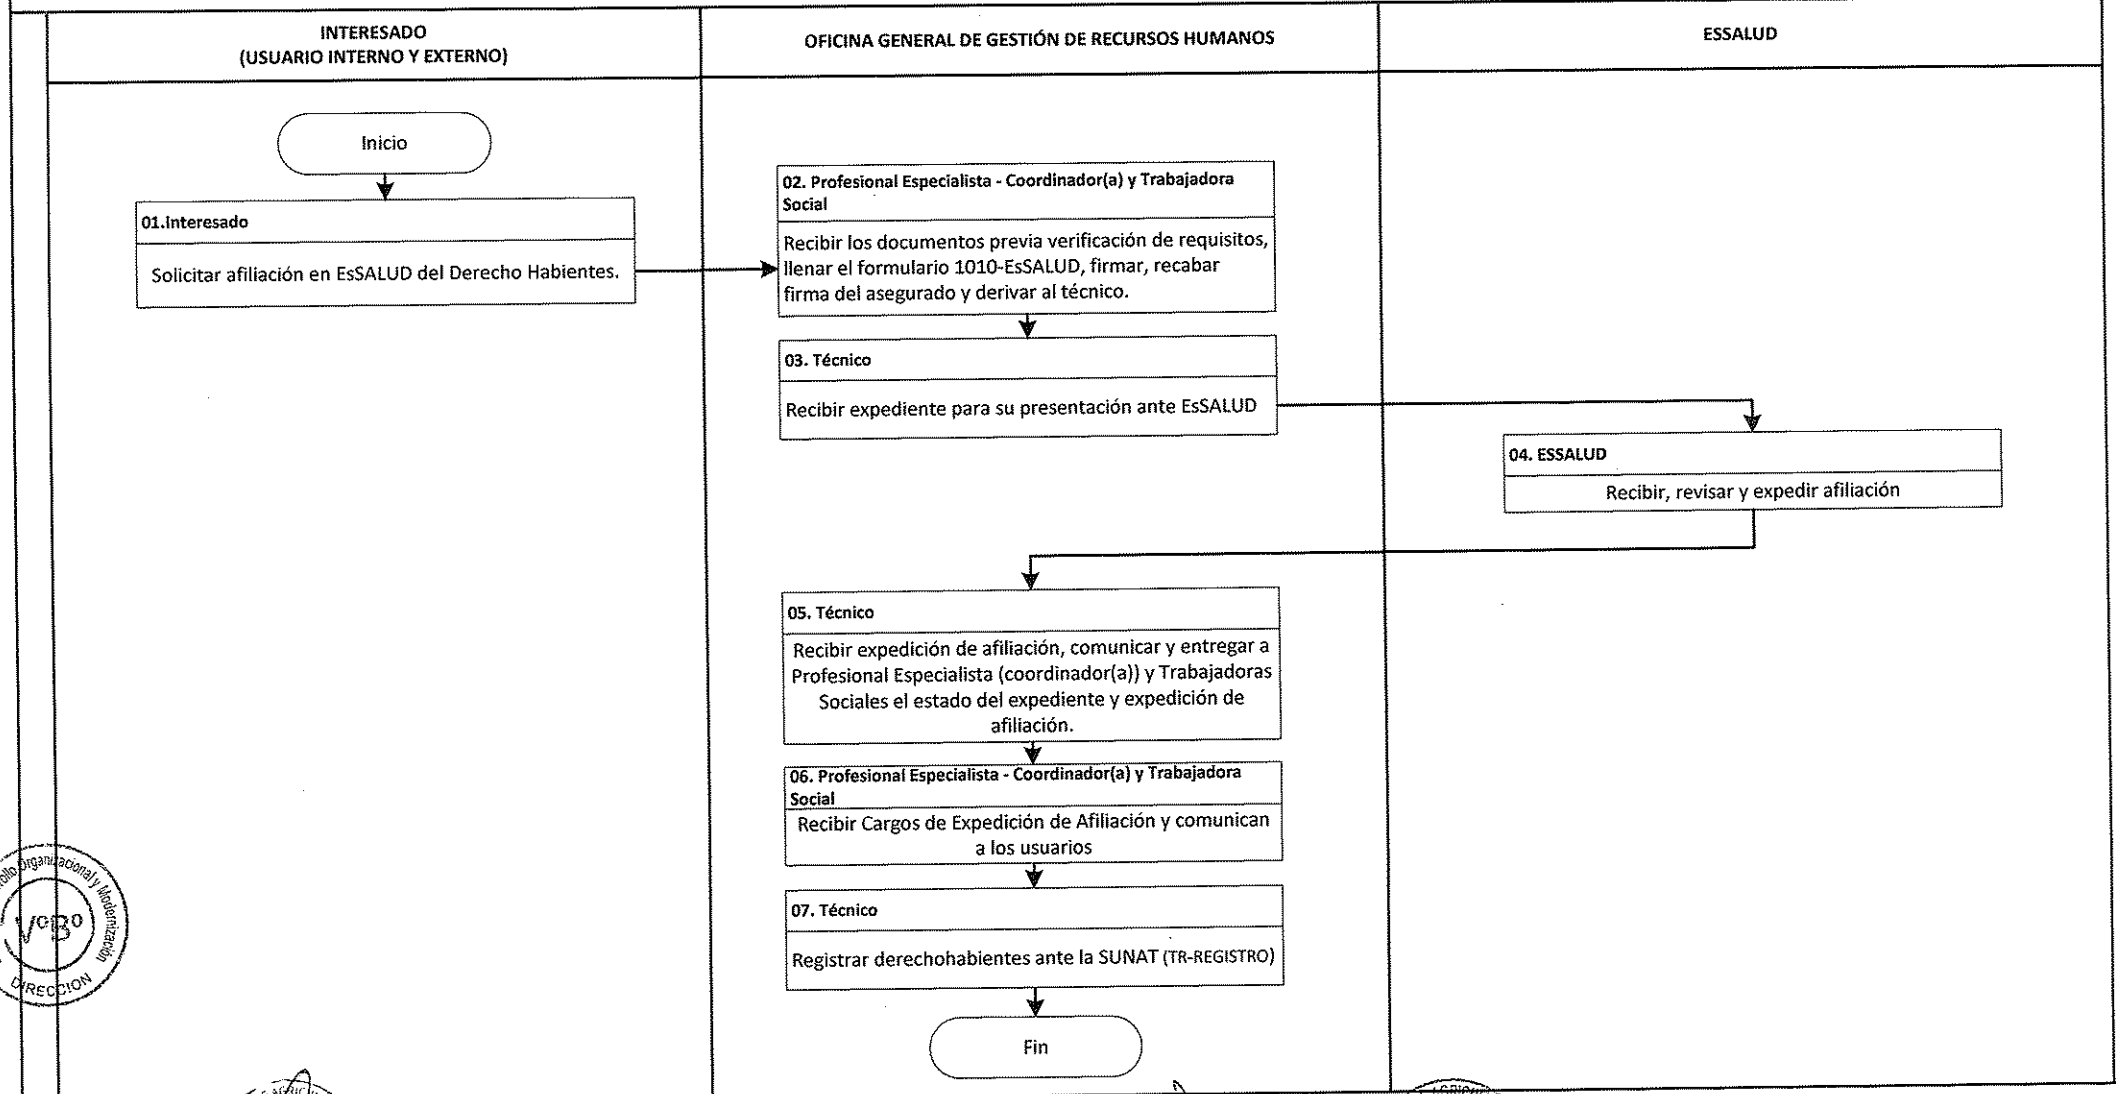 INTERESADO
(USUARIO INTERNO Y EXTERNO)
OFICINA GENERAL DE GESTIÓN DE RECURSOS HUMANOS
ESSALUD
Inicio
01.Interesado
Solicitar afiliación en EsSALUD del Derecho Habientes.
02. Profesional Especialista - Coordinador(a) y Trabajadora
Social
Recibir los documentos previa verificación de requisitos,
llenar el formulario 1010-EsSALUD, firmar, recabar
firma del asegurado y derivar al técnico.
03. Técnico
Recibir expediente para su presentación ante EsSALUD
04. ESSALUD
Recibir, revisar y expedir afiliación
05. Técnico
Recibir expedición de afiliación, comunicar y entregar a
Profesional Especialista (coordinador(a)) y Trabajadoras
Sociales el estado del expediente y expedición de
afiliación.
06. Profesional Especialista - Coordinador(a) y Trabajadora
Social
Recibir Cargos de Expedición de Afiliación y comunican
a los usuarios
07. Técnico
Registrar derechohabientes ante la SUNAT (TR-REGISTRO)
Fin
Organizacional y Modernización
VºBº
DIRECCION